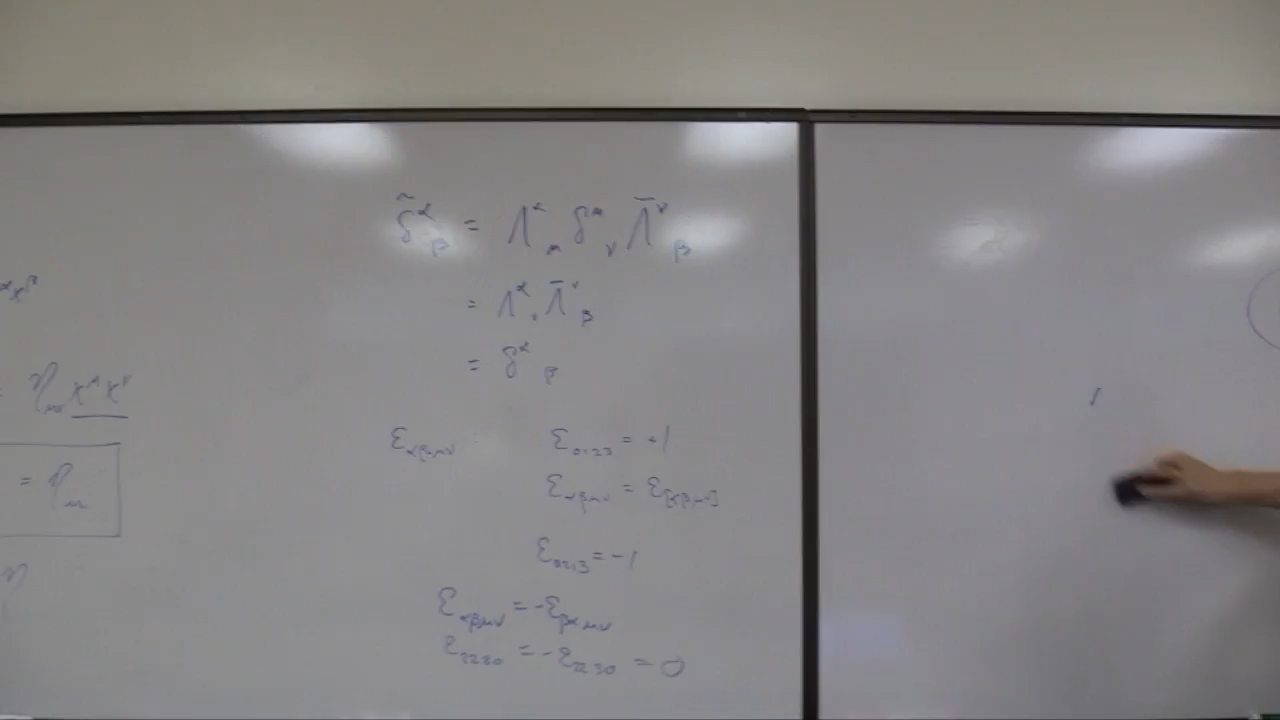 δ̃^α_β = Λ^α_μ δ^μ_ν Λ̄^ν_β
= Λ^α_ν Λ̄^ν_β
= δ^α_β
η_μν x^μ x^ν
ε_αβμν : ε_0123 = +1
= η_μν
ε_αβμν = ε_[αβμν]
ε_0213 = -1
η
ε_αβμν = -ε_βαμν
ε_2230 = -ε_2230 = 0